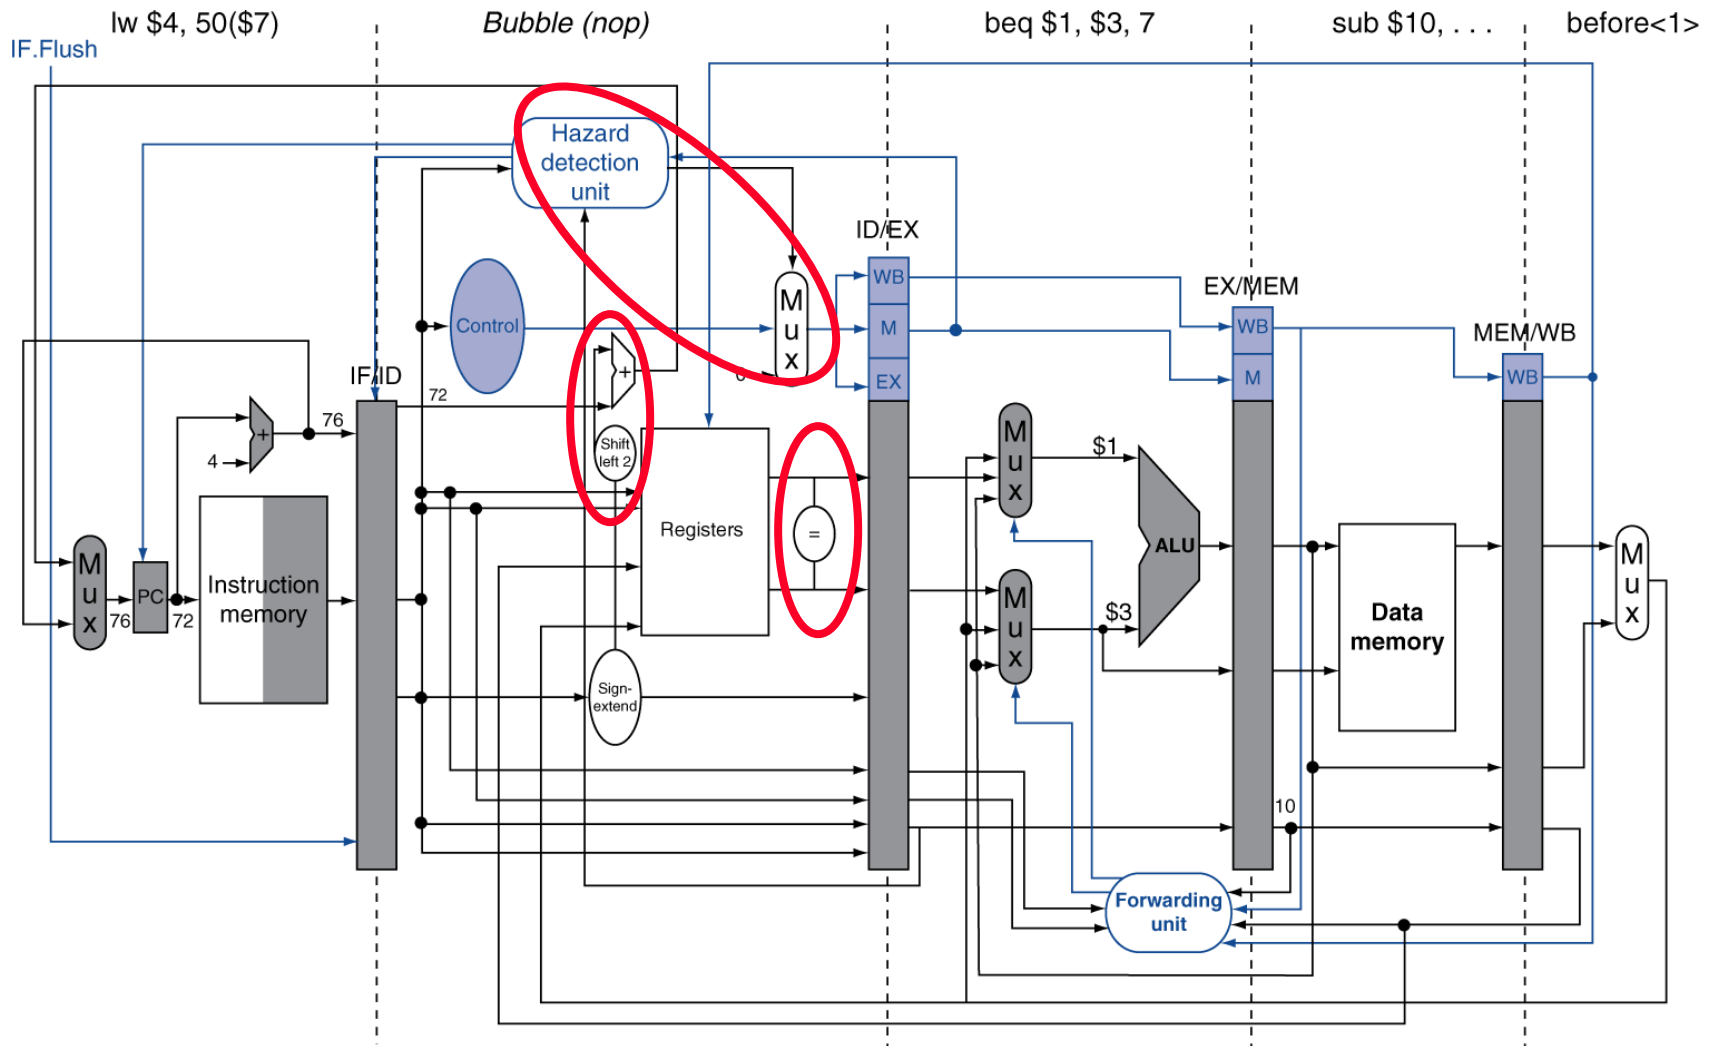 lw $4, 50($7)
Bubble (nop)
beq $1, $3, 7
sub $10, . . .
before<1>
IF.Flush
Hazard
detection
unit
ID/EX
M
u
x
WB
EX/MEM
Control
M
WB
MEM/WB
0
EX
M
WB
+
IF/ID
72
76
+
4
Shift
left 2
M
u
x
$1
Registers
=
ALU
M
u
x
PC
76
72
Instruction
memory
M
u
x
$3
Data
memory
M
u
x
Sign-
extend
10
Forwarding
unit